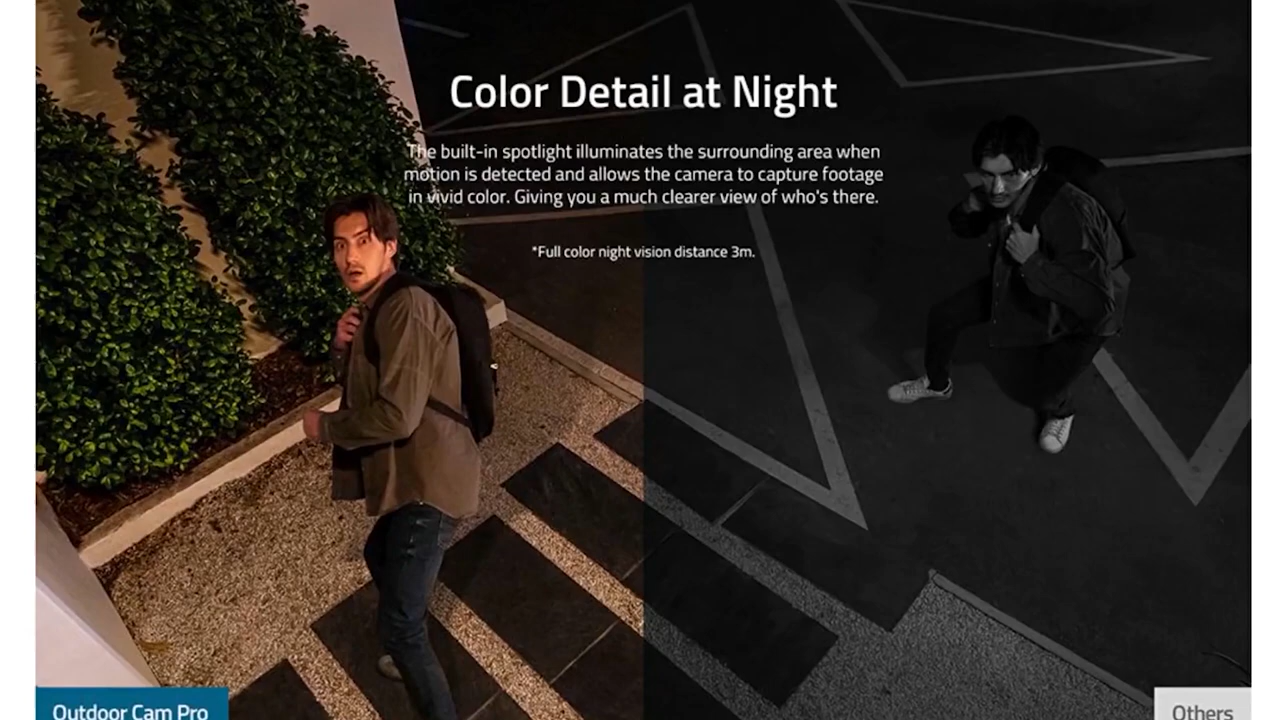 Color Detail at Night
The built-in spotlight illuminates the surrounding area when
motion is detected and allows the camera to capture footage
in vivid color. Giving you a much clearer view of who's there.
*Full color night vision distance 3m.
Outdoor Cam Pro
Others